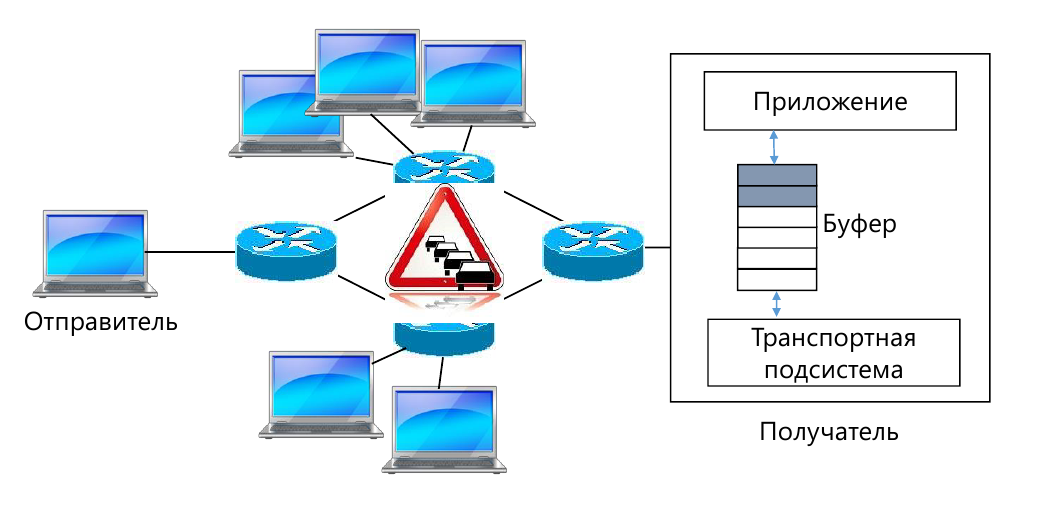 Приложение
Буфер
Отправитель
Транспортная
подсистема
Получатель